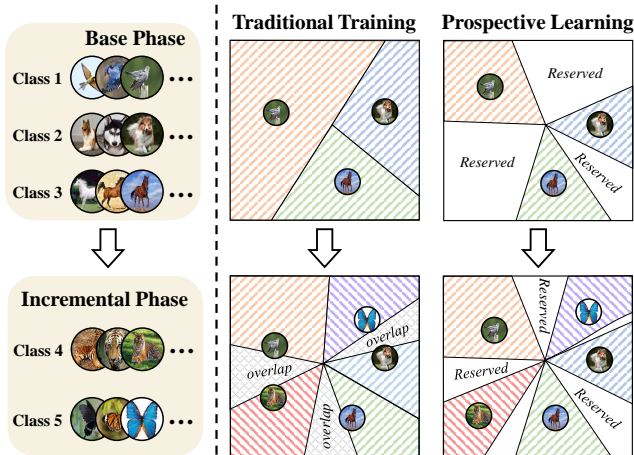 Base Phase
Class 1
Class 2
Class 3
Incremental Phase
Class 4
Class 5
Traditional Training
overlap
overlap
overlap
Prospective Learning
Reserved
Reserved
Reserved
Reserved
Reserved
Reserved